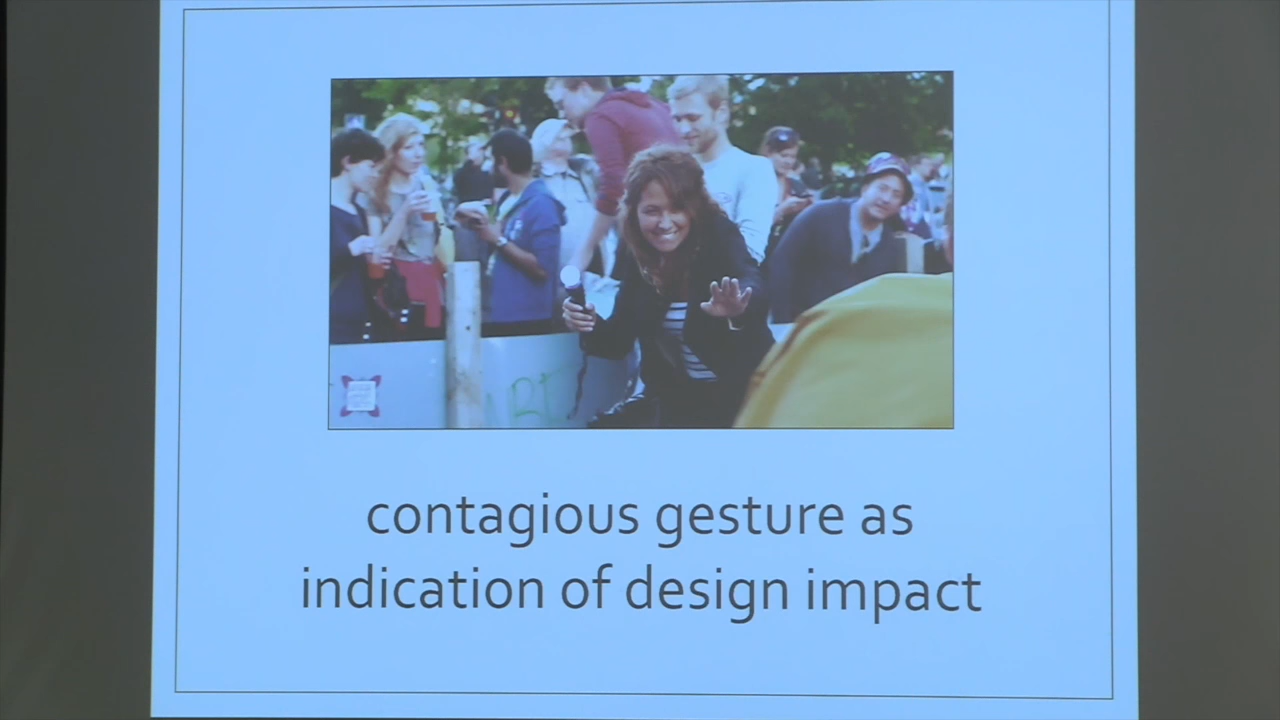 contagious gesture as
indication of design impact